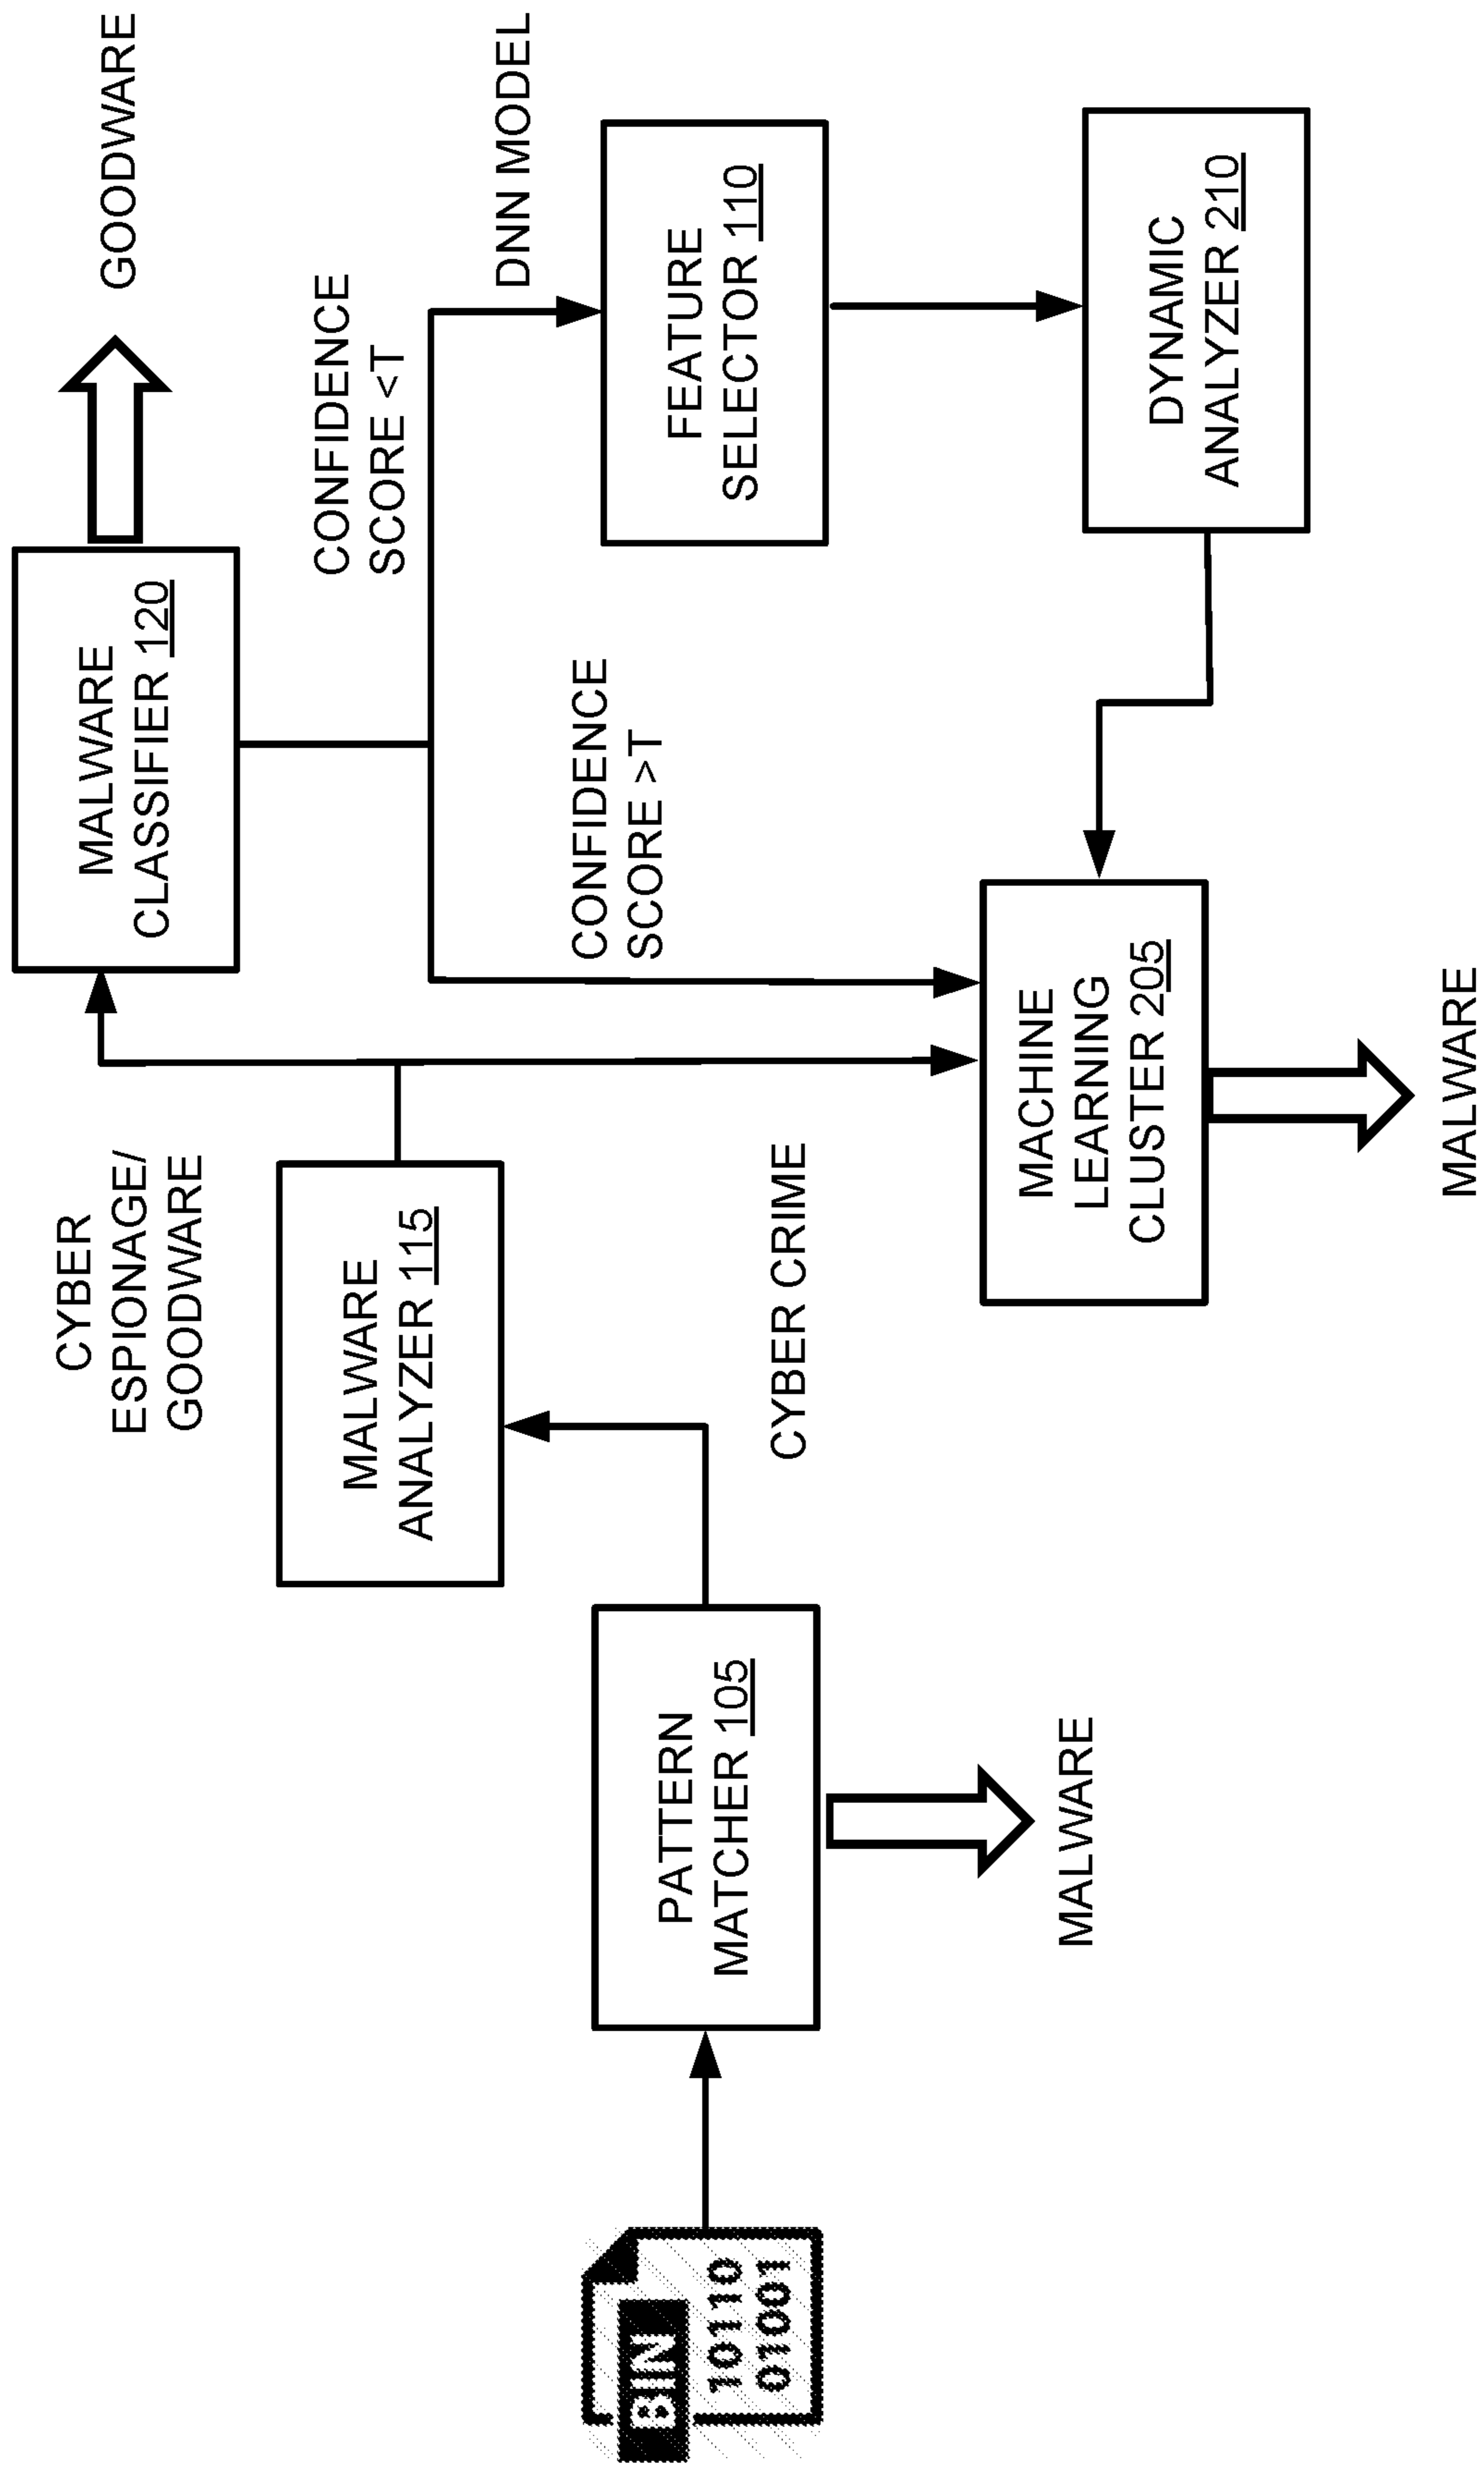 BIN
10110
01001
PATTERN
MATCHER 105
MALWARE
MALWARE
ANALYZER 115
CYBER
ESPIONAGE/
GOODWARE
CYBER CRIME
MALWARE
CLASSIFIER 120
GOODWARE
CONFIDENCE
SCORE <T
CONFIDENCE
SCORE >T
DNN MODEL
FEATURE
SELECTOR 110
DYNAMIC
ANALYZER 210
MACHINE
LEARNING
CLUSTER 205
MALWARE